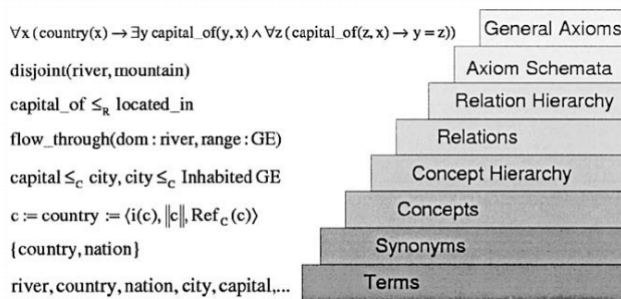 ∀x (country(x) → ∃y capital_of(y,x) ∧ ∀z (capital_of(z,x) → y = z)) General Axioms
disjoint(river,mountain) Axiom Schemata
capital_of ≤R located_in Relation Hierarchy
flow_through(dom : river, range : GE) Relations
capital ≤C city, city ≤C Inhabited GE Concept Hierarchy
c := country := ⟨i(c), ‖c‖, RefC(c)⟩ Concepts
{country, nation} Synonyms
river, country, nation, city, capital,... Terms